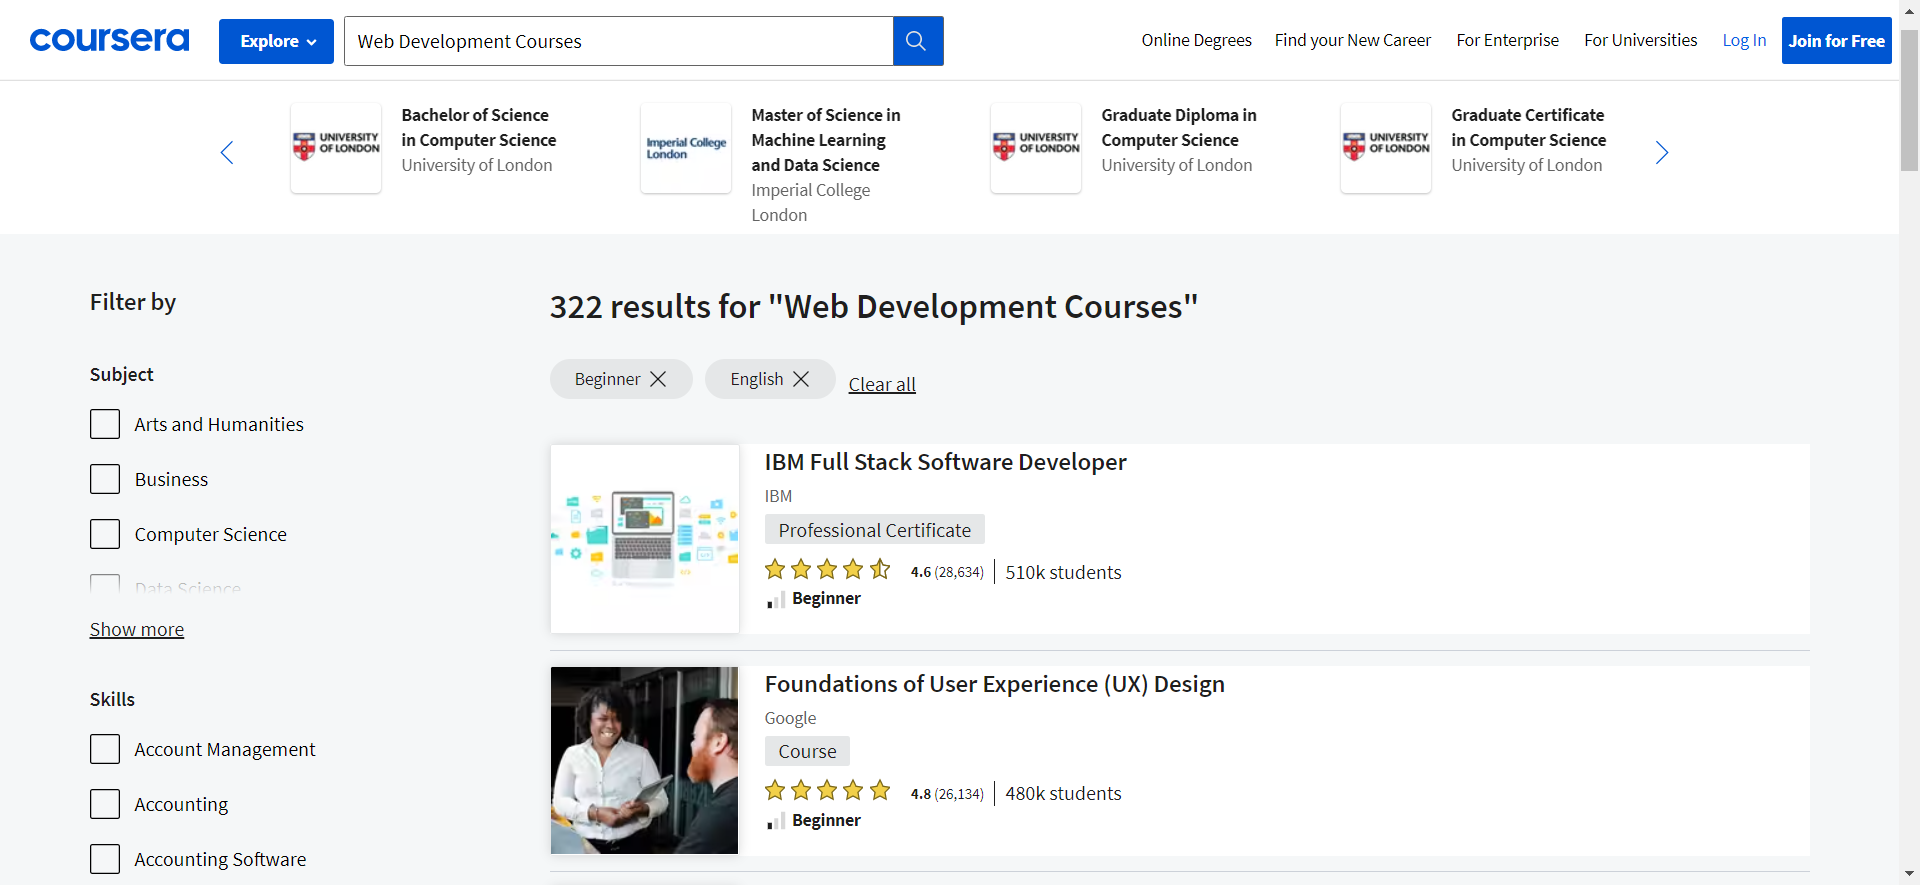 coursera
Explore
Web Development Courses
Online Degrees
Find your New Career
For Enterprise
For Universities
Log In
Join for Free
UNIVERSITY
OF LONDON
Bachelor of Science
in Computer Science
University of London
Imperial College
London
Master of Science in
Machine Learning
and Data Science
Imperial College
London
UNIVERSITY
OF LONDON
Graduate Diploma in
Computer Science
University of London
UNIVERSITY
OF LONDON
Graduate Certificate
in Computer Science
University of London
Filter by
Subject
Arts and Humanities
Business
Computer Science
Data Science
Show more
Skills
Account Management
Accounting
Accounting Software
322 results for "Web Development Courses"
Beginner
English
Clear all
IBM Full Stack Software Developer
IBM
Professional Certificate
4.6 (28,634) 510k students
Beginner
Foundations of User Experience (UX) Design
Google
Course
4.8 (26,134) 480k students
Beginner